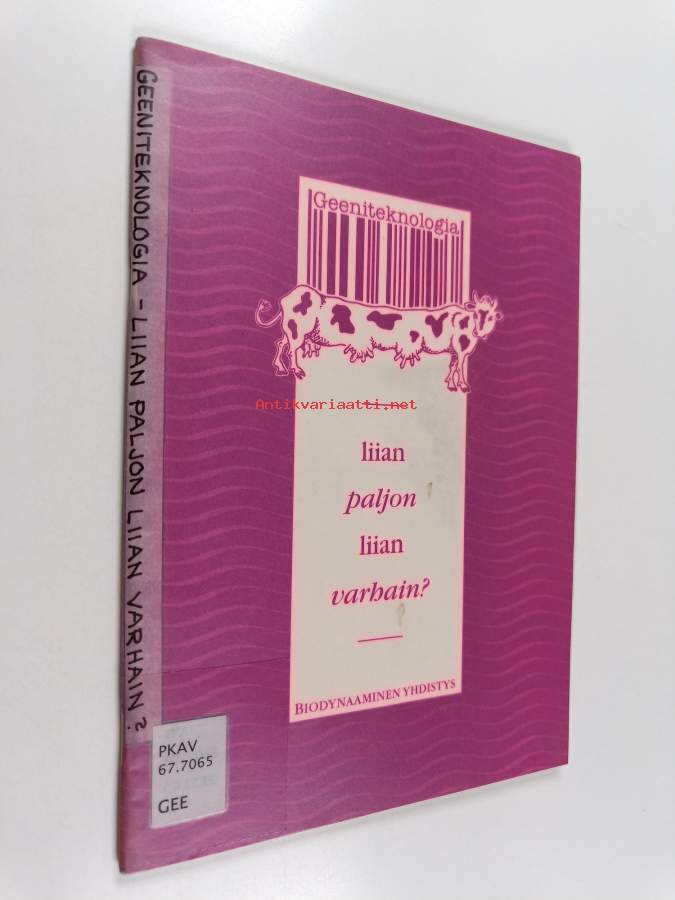 GEENITEKNOLOGIA - LIIAN PALJON LIIAN VARHAIN?
Geeniteknologia
Antikvariaatti.net
liian
paljon
liian
varhain?
BIODYNAAMINEN YHDISTYS
PKAV
67.7065
GEE